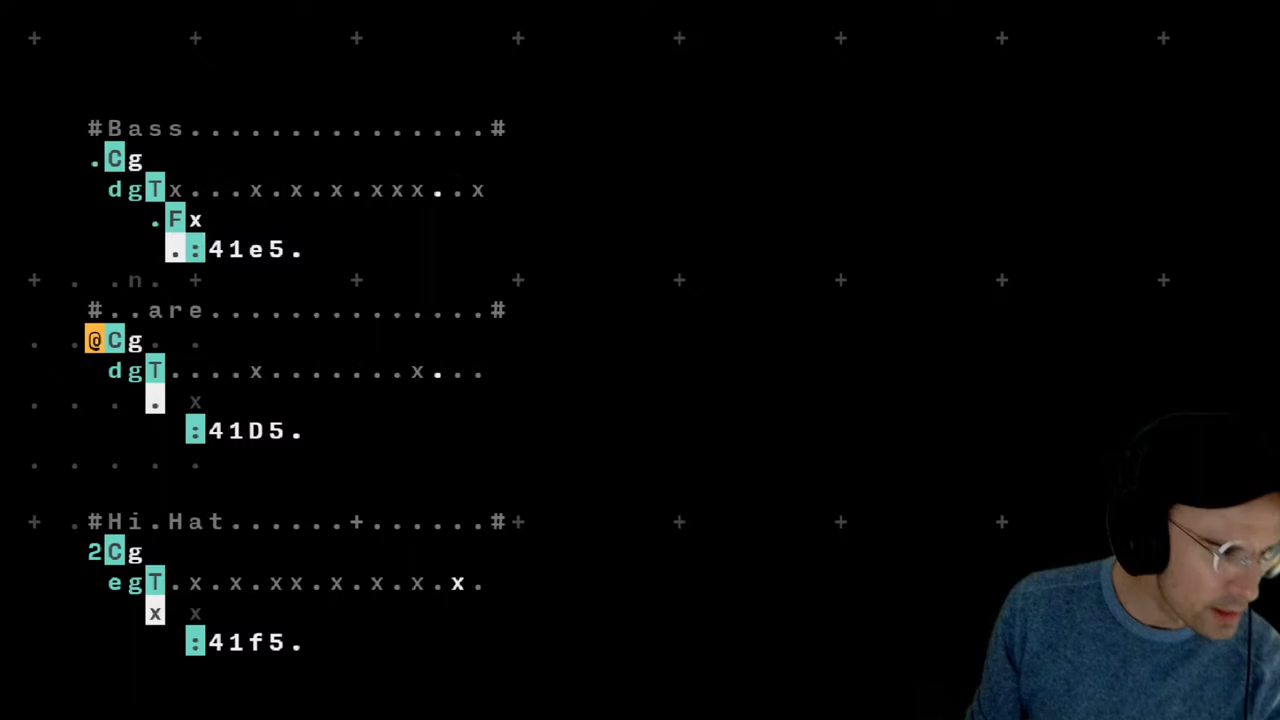 + + + + + + + +
#Bass...............#
.Cg
dgTx...x.x.x.xxx...x
.Fx
.:41e5.
+ . .n. + + + + + + +
#..are..............#
. .@Cg. .
dgT....x.......x....
. . . . x
:41D5.
. . . . .
+ .#Hi.Hat......+......#+ + + + +
2Cg
egT.x.x.xx.x.x.x.x.
x x
:41f5.